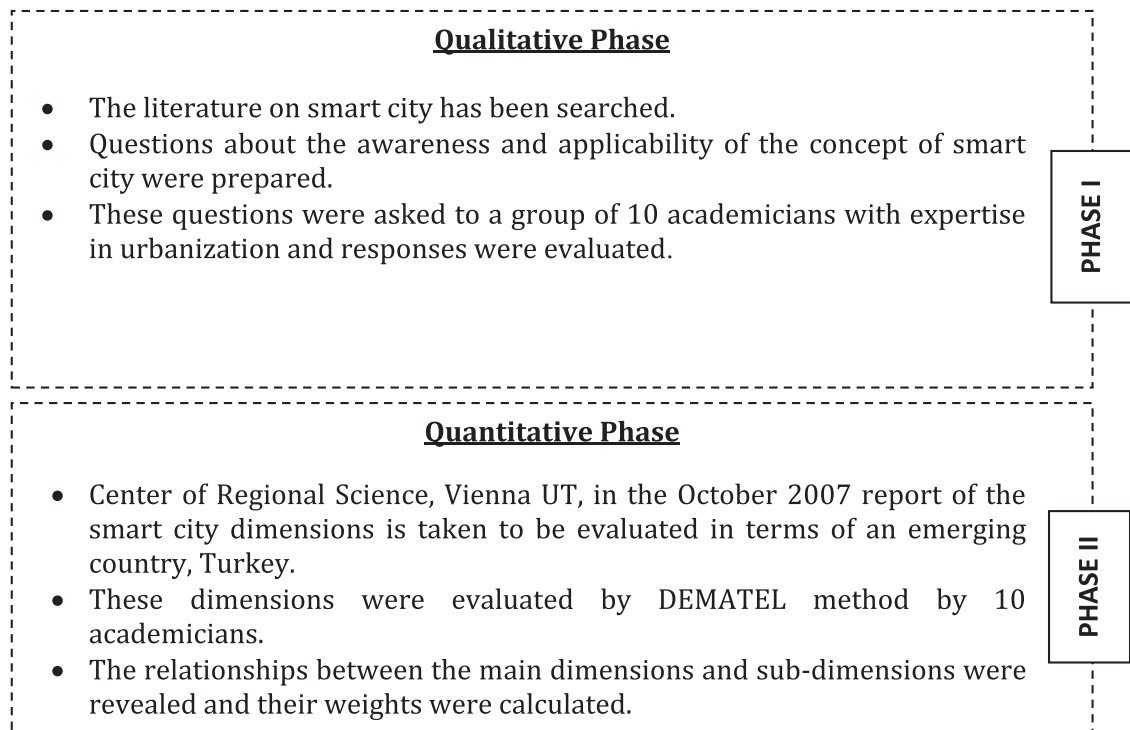 Qualitative Phase
• The literature on smart city has been searched.
• Questions about the awareness and applicability of the concept of smart
city were prepared.
• These questions were asked to a group of 10 academicians with expertise
in urbanization and responses were evaluated.
PHASE I
Quantitative Phase
• Center of Regional Science, Vienna UT, in the October 2007 report of the
smart city dimensions is taken to be evaluated in terms of an emerging
country, Turkey.
• These dimensions were evaluated by DEMATEL method by 10
academicians.
• The relationships between the main dimensions and sub-dimensions were
revealed and their weights were calculated.
PHASE II